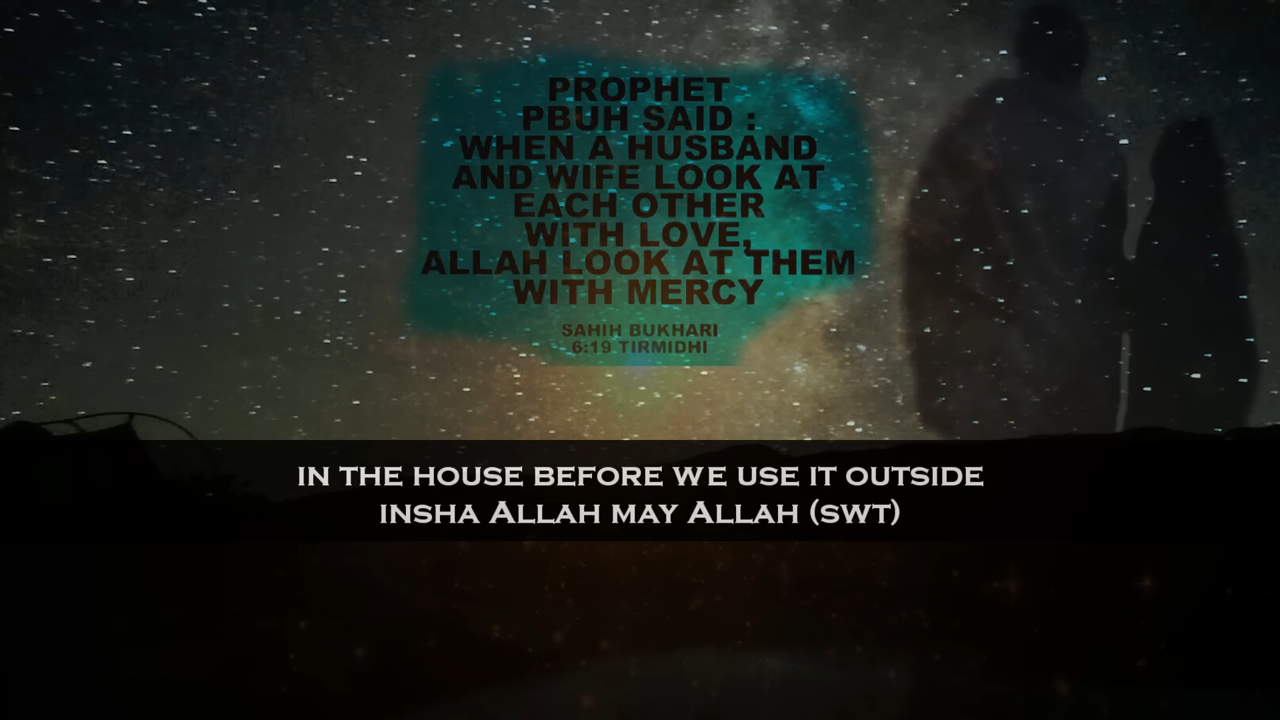 PROPHET
PBUH SAID :
WHEN A HUSBAND
AND WIFE LOOK AT
EACH OTHER
WITH LOVE,
ALLAH LOOK AT THEM
WITH MERCY
SAHIH BUKHARI
6:19 TIRMIDHI
IN THE HOUSE BEFORE WE USE IT OUTSIDE
INSHA ALLAH MAY ALLAH (SWT)